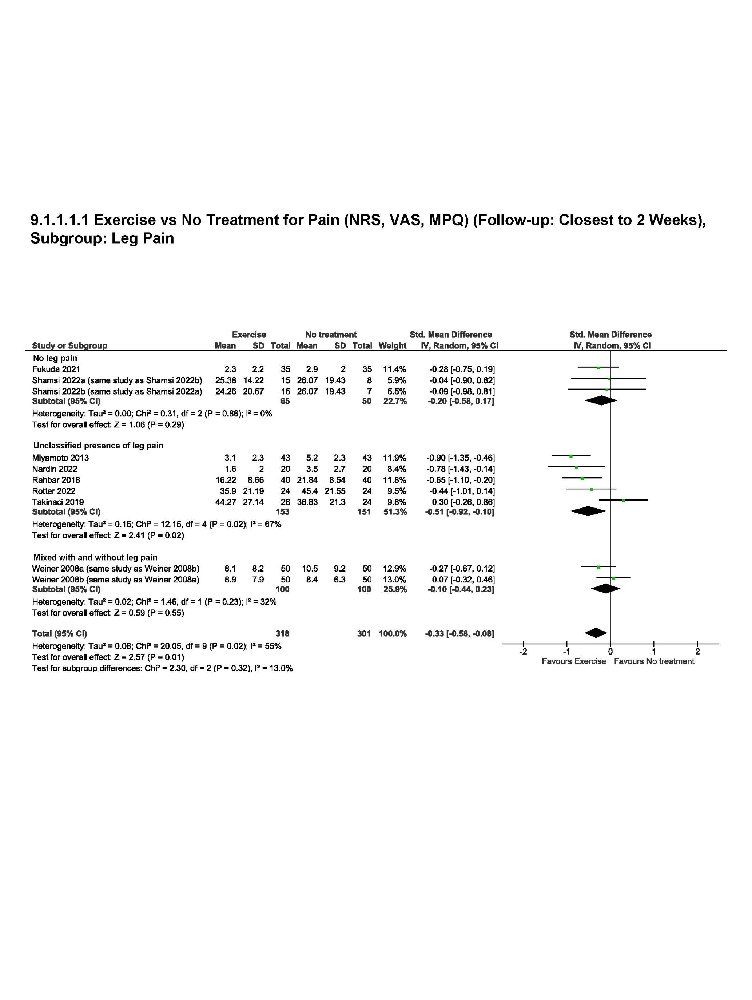 9.1.1.1.1 Exercise vs No Treatment for Pain (NRS, VAS, MPQ) (Follow-up: Closest to 2 Weeks),
Subgroup: Leg Pain
Exercise No treatment Std. Mean Difference Std. Mean Difference
Study or Subgroup Mean SD Total Mean SD Total Weight IV, Random, 95% CI IV, Random, 95% CI
No leg pain
Fukuda 2021 2.3 2.2 35 2.9 2 35 11.4% -0.28 [-0.75, 0.19]
Shamsi 2022a (same study as Shamsi 2022b) 25.38 14.22 15 26.07 19.43 8 5.9% -0.04 [-0.90, 0.82]
Shamsi 2022b (same study as Shamsi 2022a) 24.26 20.57 15 26.07 19.43 7 5.5% -0.09 [-0.98, 0.81]
Subtotal (95% CI) 65 50 22.7% -0.20 [-0.58, 0.17]
Heterogeneity: Tau² = 0.00; Chi² = 0.31, df = 2 (P = 0.86); I² = 0%
Test for overall effect: Z = 1.06 (P = 0.29)
Unclassified presence of leg pain
Miyamoto 2013 3.1 2.3 43 5.2 2.3 43 11.9% -0.90 [-1.35, -0.46]
Nardin 2022 1.6 2 20 3.5 2.7 20 8.4% -0.78 [-1.43, -0.14]
Rahbar 2018 16.22 8.66 40 21.84 8.54 40 11.8% -0.65 [-1.10, -0.20]
Rotter 2022 35.9 21.19 24 45.4 21.55 24 9.5% -0.44 [-1.01, 0.14]
Takinaci 2019 44.27 27.14 26 36.83 21.3 24 9.8% 0.30 [-0.26, 0.86]
Subtotal (95% CI) 153 151 51.3% -0.51 [-0.92, -0.10]
Heterogeneity: Tau² = 0.15; Chi² = 12.15, df = 4 (P = 0.02); I² = 67%
Test for overall effect: Z = 2.41 (P = 0.02)
Mixed with and without leg pain
Weiner 2008a (same study as Weiner 2008b) 8.1 8.2 50 10.5 9.2 50 12.9% -0.27 [-0.67, 0.12]
Weiner 2008b (same study as Weiner 2008a) 8.9 7.9 50 8.4 6.3 50 13.0% 0.07 [-0.32, 0.46]
Subtotal (95% CI) 100 100 25.9% -0.10 [-0.44, 0.23]
Heterogeneity: Tau² = 0.02; Chi² = 1.46, df = 1 (P = 0.23); I² = 32%
Test for overall effect: Z = 0.59 (P = 0.55)
Total (95% CI) 318 301 100.0% -0.33 [-0.58, -0.08]
Heterogeneity: Tau² = 0.08; Chi² = 20.05, df = 9 (P = 0.02); I² = 55%
Test for overall effect: Z = 2.57 (P = 0.01)
Test for subgroup differences: Chi² = 2.30, df = 2 (P = 0.32), I² = 13.0%
-2 -1 0 1 2
Favours Exercise Favours No treatment